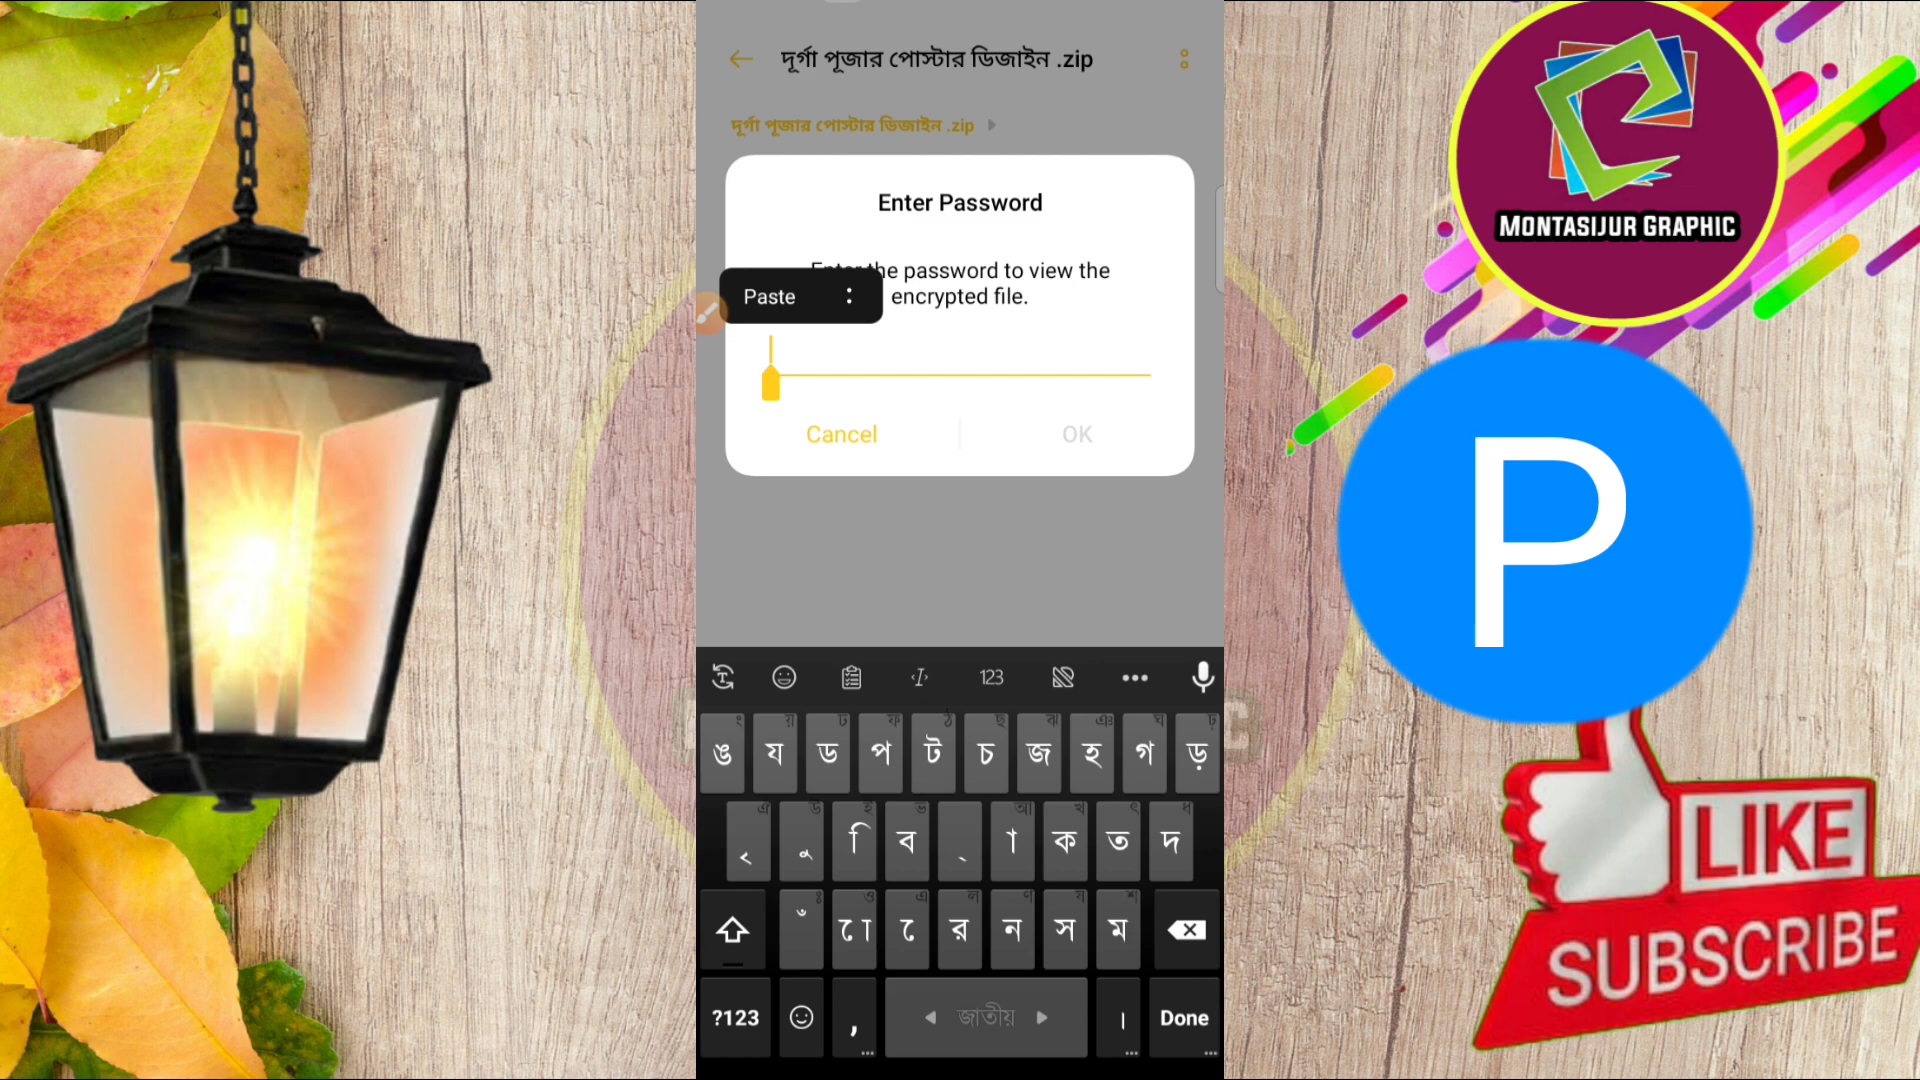 দূর্গা পূজার পোস্টার ডিজাইন .zip
দূর্গা পূজার পোস্টার ডিজাইন .zip
Enter Password
Enter the password to view the
encrypted file.
Paste
Cancel
OK
MONTASIJUR GRAPHIC
P
LIKE
SUBSCRIBE
123
ং য় ঢ ফ ঠ ছ ঝ ঞ ঘ ঢ়
ঙ য ড প ট চ জ হ গ ড়
ঐ উ ই ভ আ খ ৎ ধ
ৃ ু ি ব ্ া ক ত দ
ঃ ও এ ল ণ ষ শ
ঁ ো ে র ন স ম
?123 , জাতীয় । Done